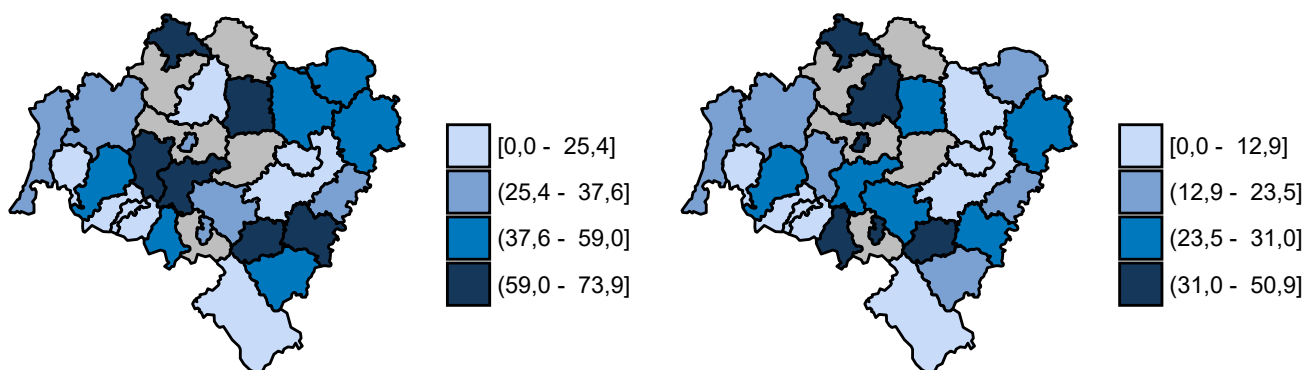 [0,0 - 25,4]
(25,4 - 37,6]
(37,6 - 59,0]
(59,0 - 73,9]
[0,0 - 12,9]
(12,9 - 23,5]
(23,5 - 31,0]
(31,0 - 50,9]